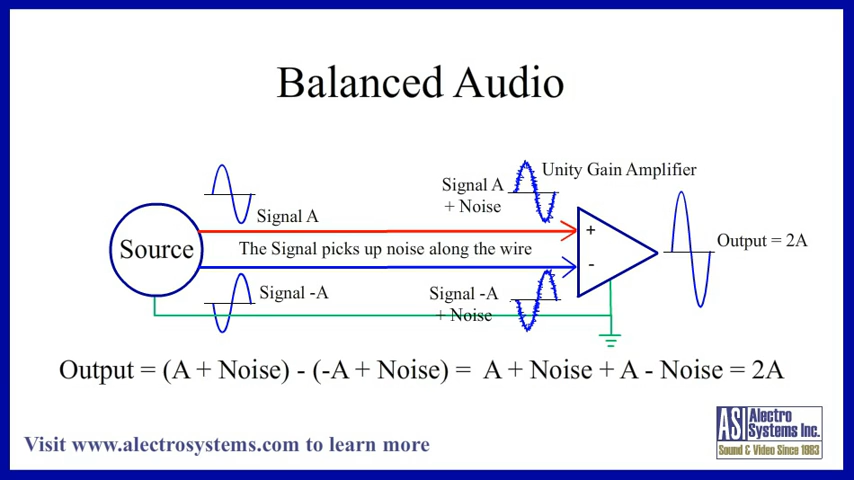 Balanced Audio
Signal A
+ Noise
Unity Gain Amplifier
Signal A
+
Source
The Signal picks up noise along the wire
Output = 2A
-
Signal -A
Signal -A
+ Noise
Output = (A + Noise) - (-A + Noise) = A + Noise + A - Noise = 2A
Visit www.alectrosystems.com to learn more
ASI Alectro
Systems Inc.
Sound & Video Since 1983